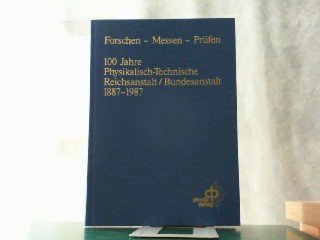 Forschen – Messen – Prüfen
100 Jahre
Physikalisch-Technische
Reichsanstalt/Bundesanstalt
1887–1987